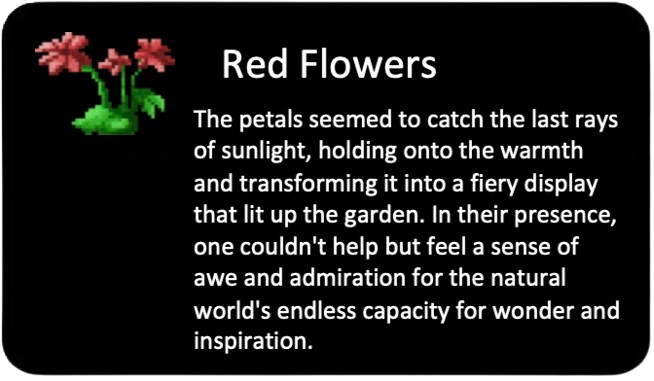 Red Flowers
The petals seemed to catch the last rays
of sunlight, holding onto the warmth
and transforming it into a fiery display
that lit up the garden. In their presence,
one couldn't help but feel a sense of
awe and admiration for the natural
world's endless capacity for wonder and
inspiration.